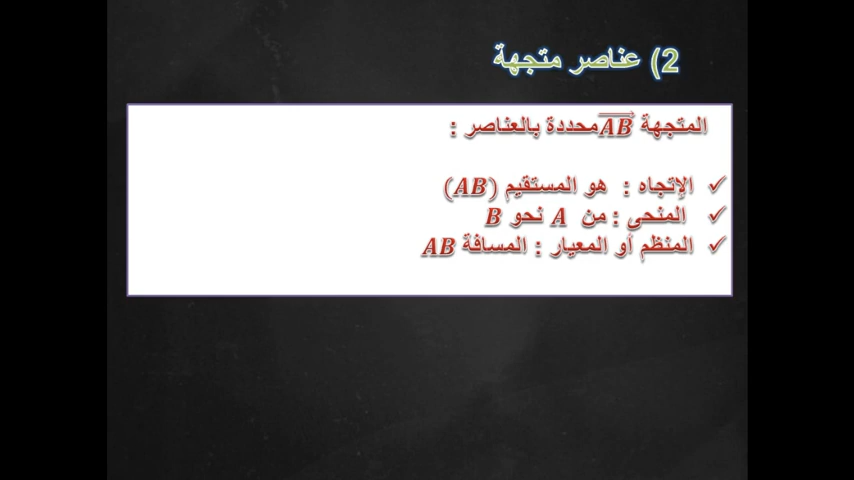 2) عناصر متجهة
المتجهة $\overrightarrow{AB}$ محددة بالعناصر :
✓ الإتجاه : هو المستقيم (AB)
✓ المنحى : من A نحو B
✓ المنظم أو المعيار : المسافة AB